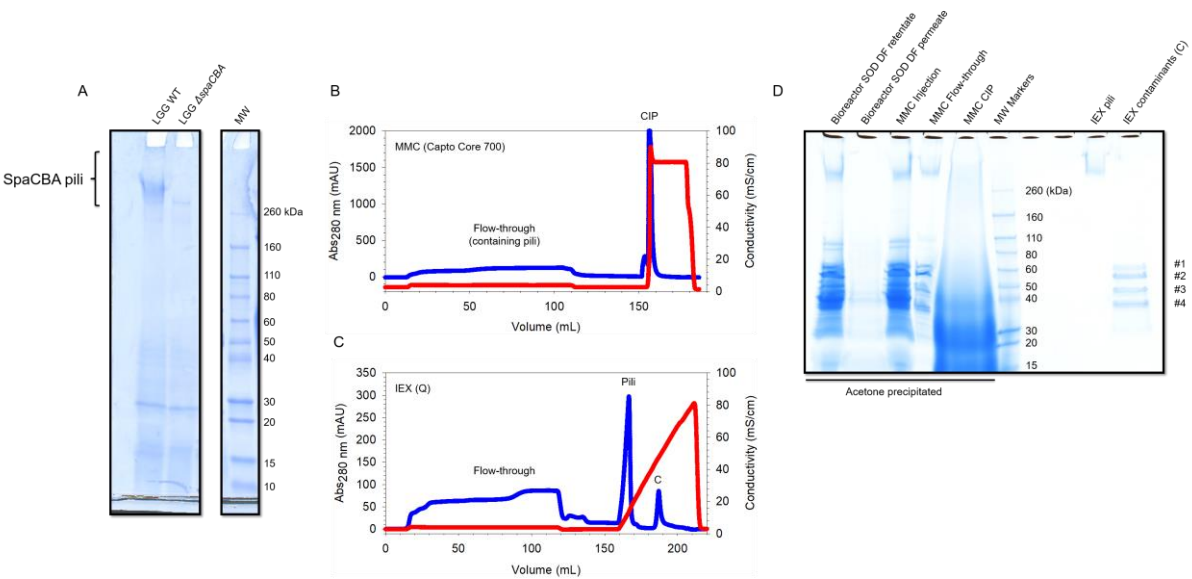 A
LGG WT
LGG ΔspaCBA
MW
SpaCBA pili
260 kDa
160
110
80
60
50
40
30
20
15
10
B
CIP
MMC (Capto Core 700)
Flow-through
(containing pili)
Abs280 nm (mAU)
2000
1500
1000
500
0
Conductivity (mS/cm)
100
80
60
40
20
0
0
50
100
150
Volume (mL)
C
IEX (Q)
Pili
Flow-through
C
Abs280 nm (mAU)
350
300
250
200
150
100
50
0
Conductivity (mS/cm)
100
80
60
40
20
0
0
50
100
150
200
Volume (mL)
D
Bioreactor SOD DF retentate
Bioreactor SOD DF permeate
MMC Injection
MMC Flow-through
MMC CIP
MW Markers
IEX pili
IEX contaminants (C)
260 (kDa)
160
110
80
60
50
40
30
20
15
#1
#2
#3
#4
Acetone precipitated